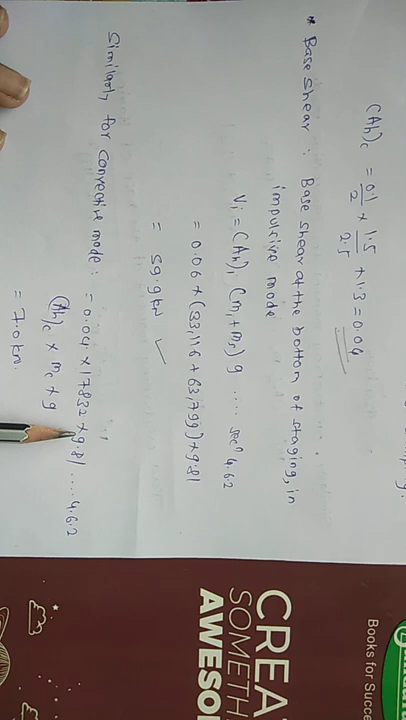 (Ah)c = 0.1/2 × 1.5/2.5 + 1.3 = 0.04
* Base shear : Base shear at the bottom of staging, in
impulsive mode
Vi = (Ah)i (mi + ms) g .... secn 4.6.2
= 0.06 × (33,116 + 63,799) × 9.81
= 59.9 kN ✓
Similarly for convective mode : = 0.04 × 17832 × 9.81 .... 4.6.2
(Ah)c × mc × g
= 7.0 kN
Books for Succ
CREA
SOMETH
AWESO